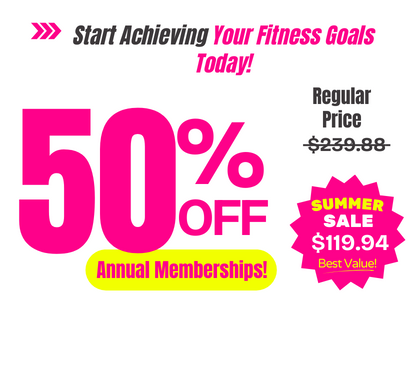 Start Achieving Your Fitness Goals
Today!
Regular
Price
$239.88
50%
OFF
Annual Memberships!
SUMMER
SALE
$119.94
Best Value!